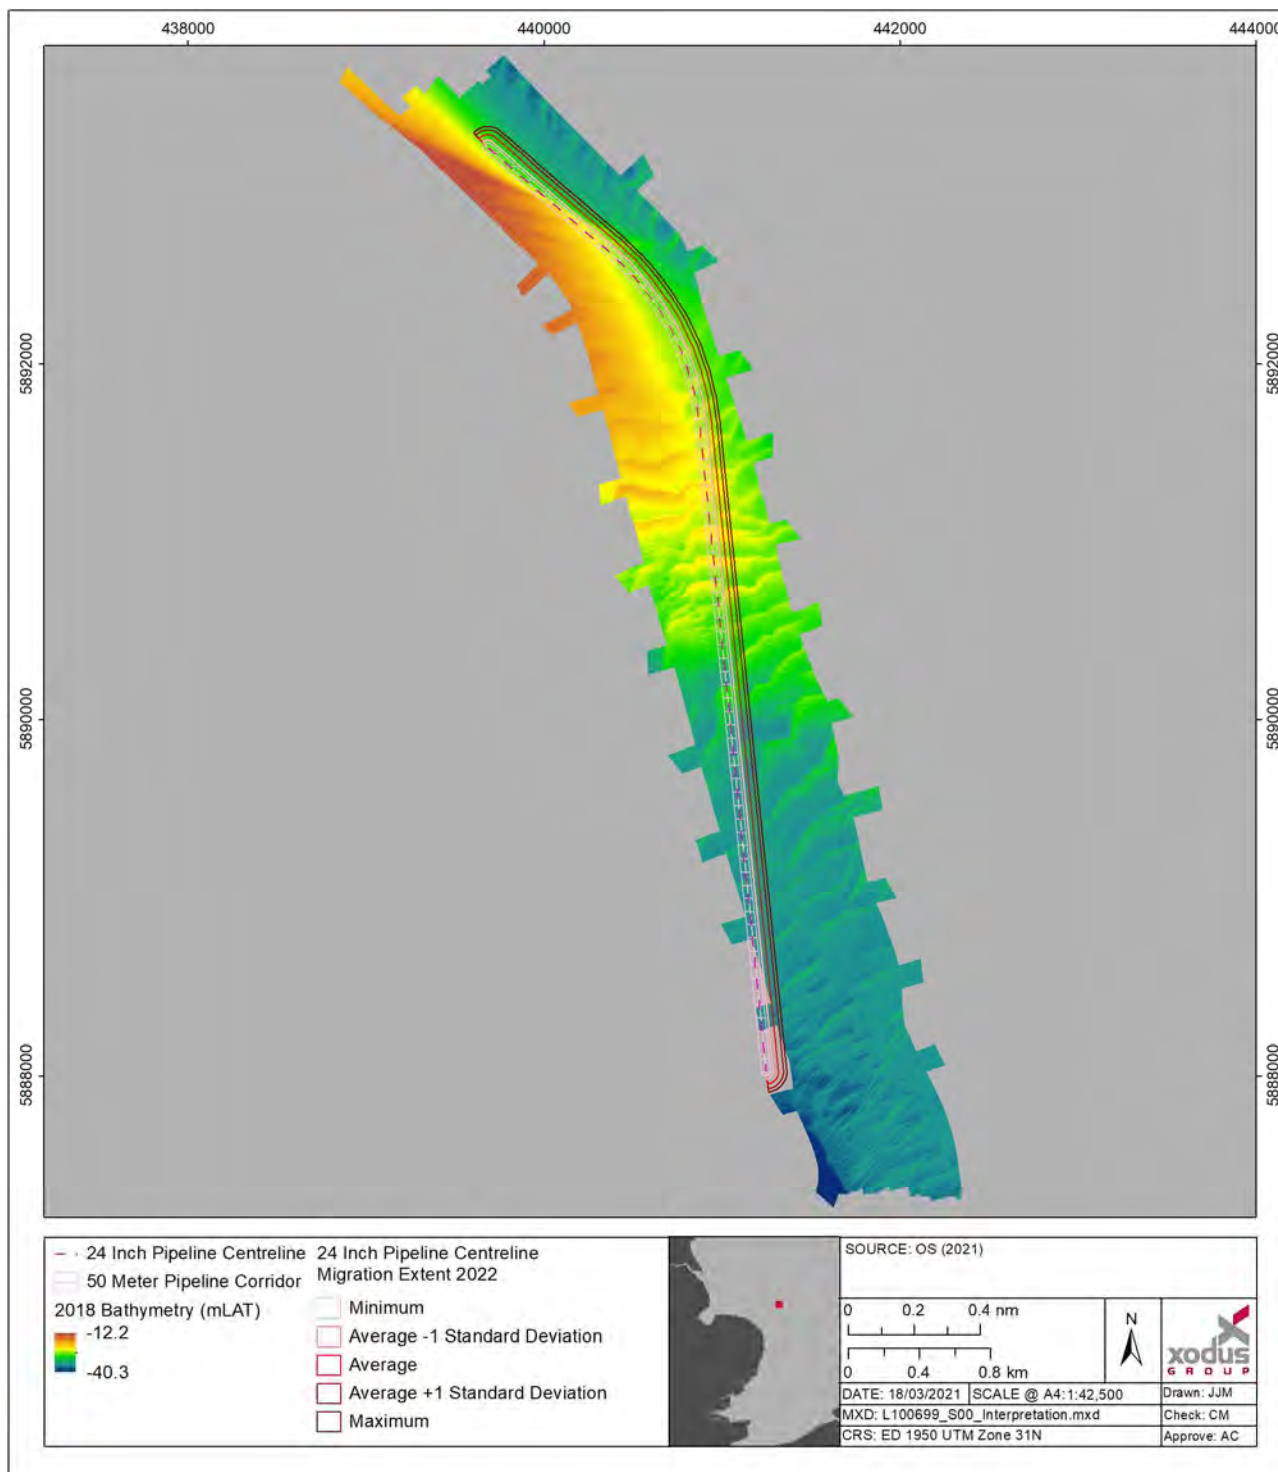 438000 440000 442000 444000
5892000 5892000
5890000 5890000
5888000 5888000
24 Inch Pipeline Centreline
50 Meter Pipeline Corridor
2018 Bathymetry (mLAT)
-12.2
-40.3
24 Inch Pipeline Centreline
Migration Extent 2022
Minimum
Average -1 Standard Deviation
Average
Average +1 Standard Deviation
Maximum
SOURCE: OS (2021)
0 0.2 0.4 nm
0 0.4 0.8 km
N
xodus
GROUP
DATE: 18/03/2021 SCALE @ A4:1:42,500 Drawn: JJM
MXD: L100699_S00_Interpretation.mxd Check: CM
CRS: ED 1950 UTM Zone 31N Approve: AC